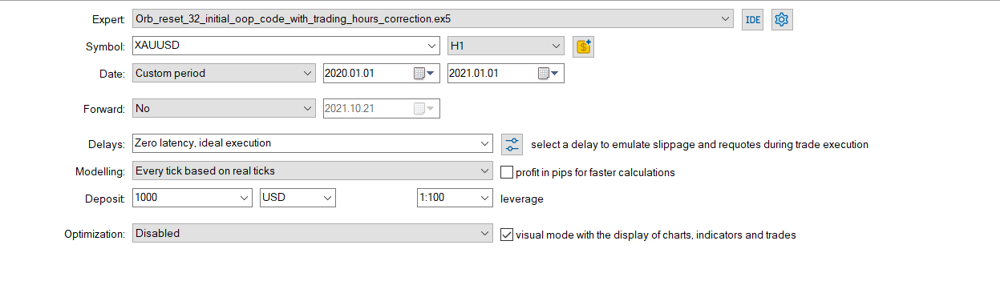 Expert: Orb_reset_32_initial_oop_code_with_trading_hours_correction.ex5 IDE
Symbol: XAUUSD H1
Date: Custom period 2020.01.01 2021.01.01
Forward: No 2021.10.21
Delays: Zero latency, ideal execution select a delay to emulate slippage and requotes during trade execution
Modelling: Every tick based on real ticks profit in pips for faster calculations
Deposit: 1000 USD 1:100 leverage
Optimization: Disabled visual mode with the display of charts, indicators and trades